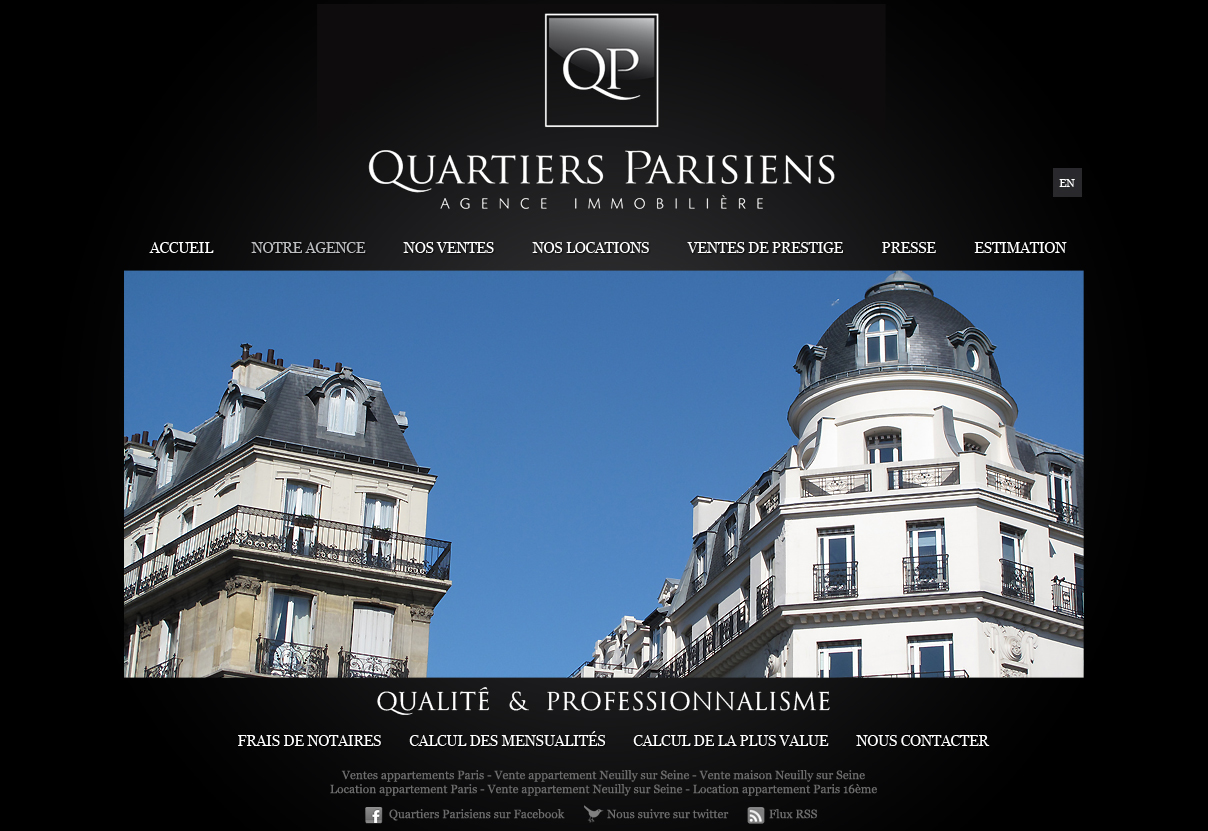 QP
QUARTIERS PARISIENS
AGENCE IMMOBILIÈRE
EN
ACCUEIL NOTRE AGENCE NOS VENTES NOS LOCATIONS VENTES DE PRESTIGE PRESSE ESTIMATION
QUALITÉ & PROFESSIONNALISME
FRAIS DE NOTAIRES CALCUL DES MENSUALITÉS CALCUL DE LA PLUS VALUE NOUS CONTACTER
Ventes appartements Paris - Vente appartement Neuilly sur Seine - Vente maison Neuilly sur Seine
Location appartement Paris - Vente appartement Neuilly sur Seine - Location appartement Paris 16ème
Quartiers Parisiens sur Facebook Nous suivre sur twitter Flux RSS